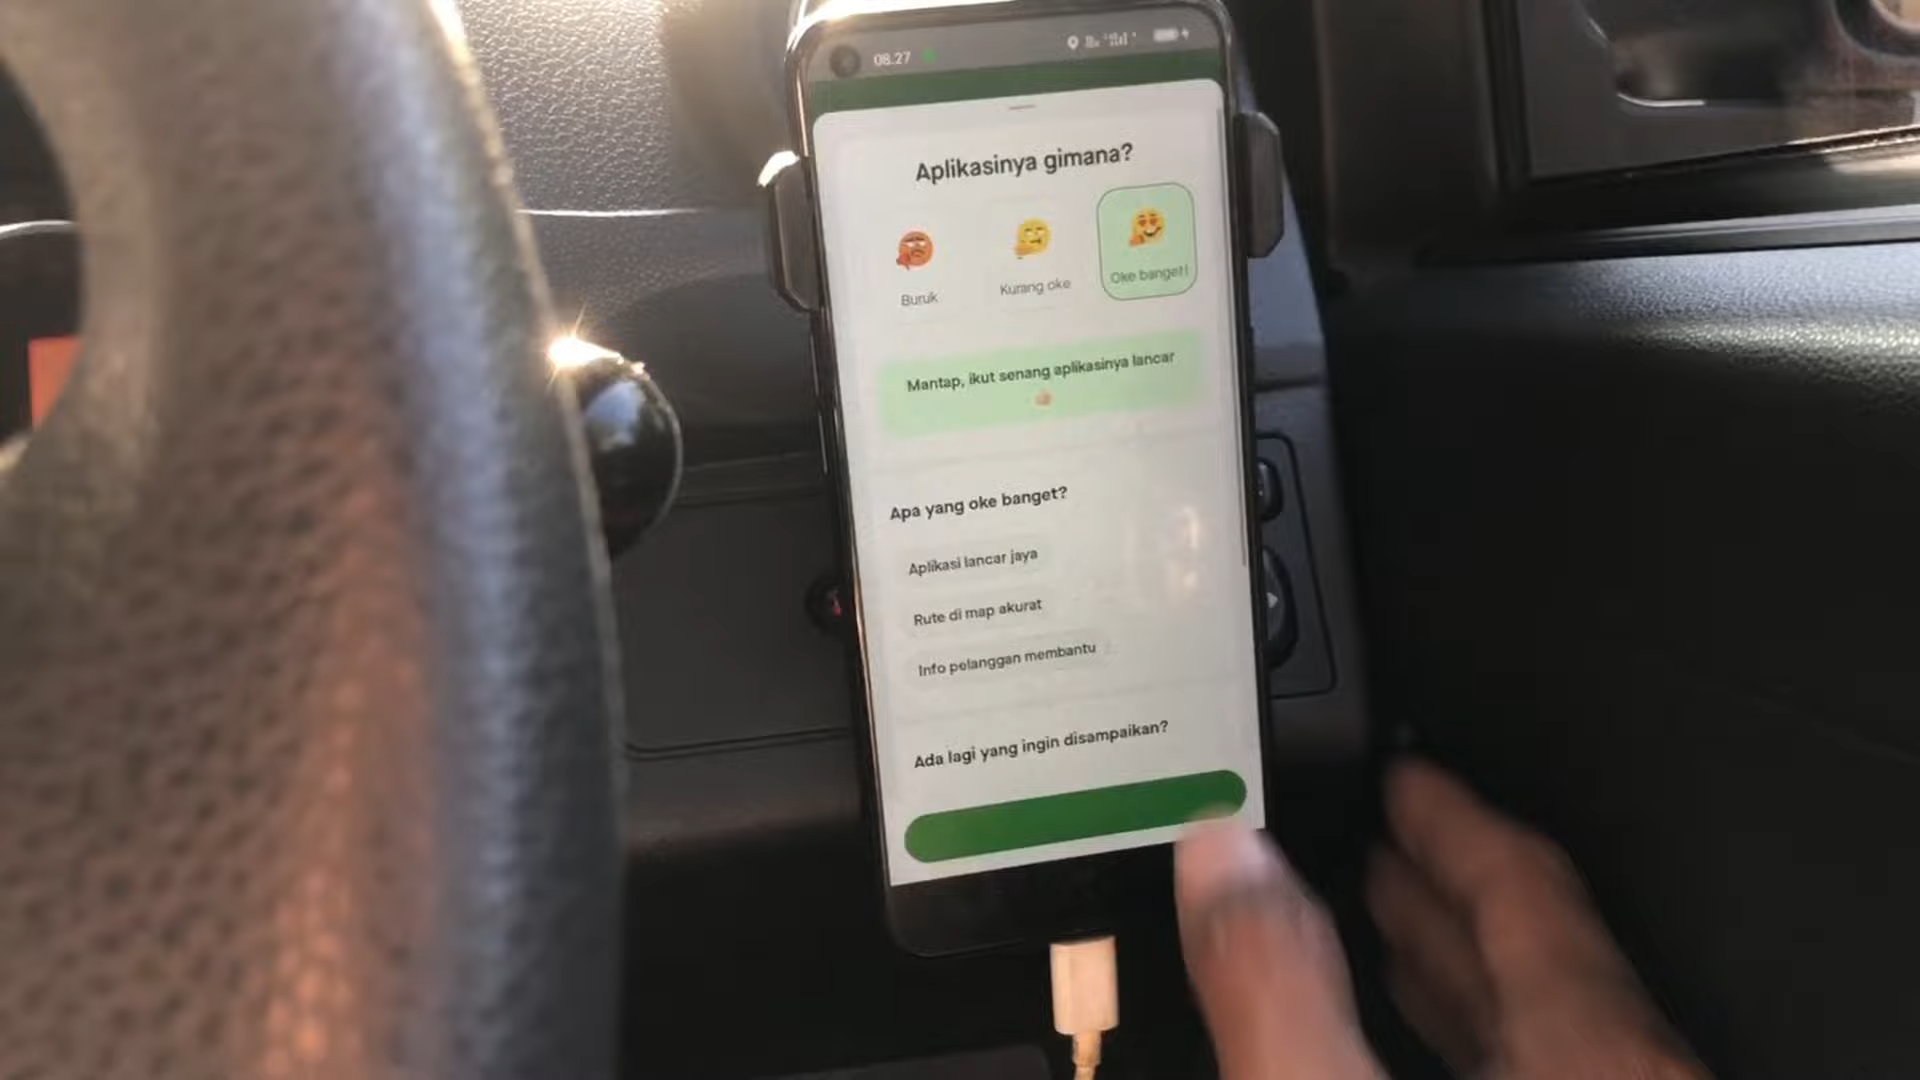 08.27
Aplikasinya gimana?
Buruk
Kurang oke
Oke banget!
Mantap, ikut senang aplikasinya lancar
Apa yang oke banget?
Aplikasi lancar jaya
Rute di map akurat
Info pelanggan membantu
Ada lagi yang ingin disampaikan?